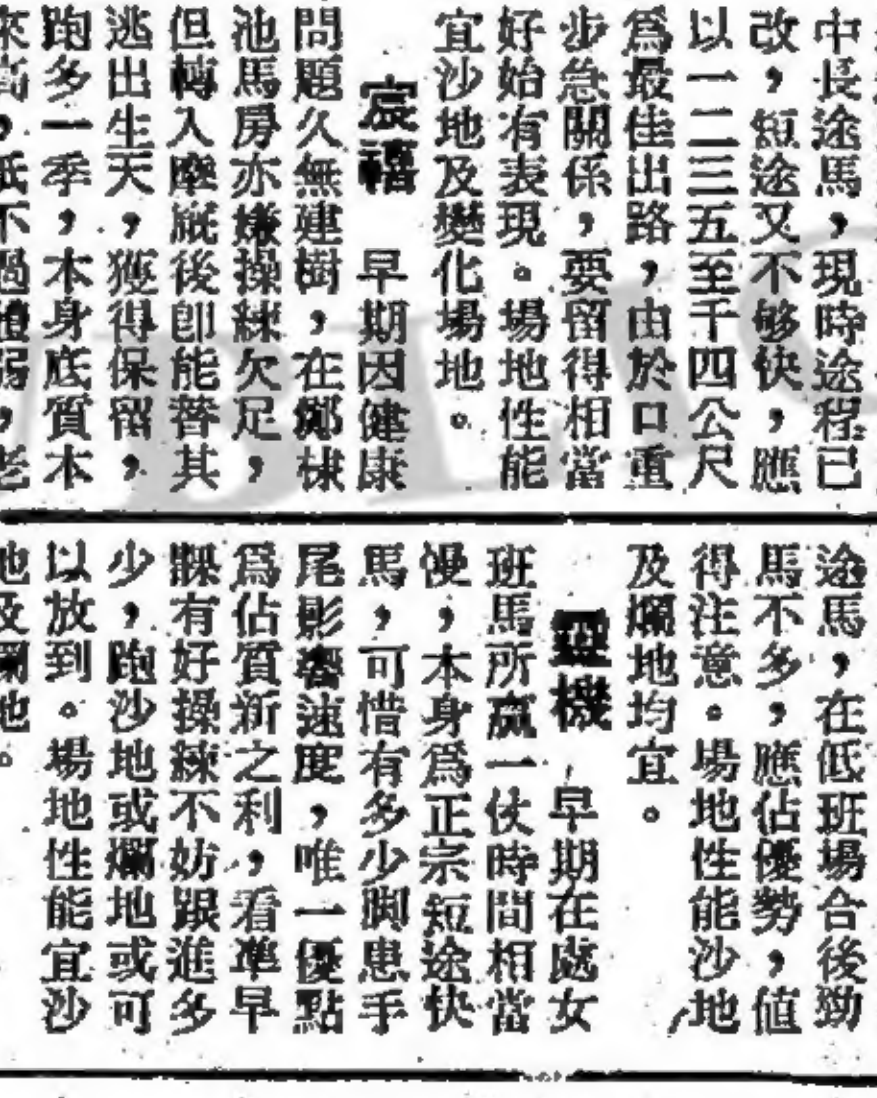 中長途馬，現時途程已
改，短途又不够快，應
以一二三五至千四公尺
爲最佳出路，由於口重
步急關係，要留得相當
好始有表現。場地性能
宜沙地及變化場地。
宸禧 早期因健康
問題久無建樹，在鄭棣
池馬房亦嫌操練欠足，
但轉入廐後卽能替其
逃出生天，獲得保留，
跑多一季，本身底質本
來高，祇不過體弱，老
途馬，在低班場合後勁
馬不多，應佔優勢，値
得注意。場地性能沙地
及爛地均宜。
機 早期在處女
班馬所贏一仗時間相當
慢，本身爲正宗短途快
馬，可惜有多少脚患手
尾影響速度，唯一優點
爲佔質新之利，看準早
課有好操練不妨跟進多
少，跑沙地或爛地或可
以放到。場地性能宜沙
地及爛地。